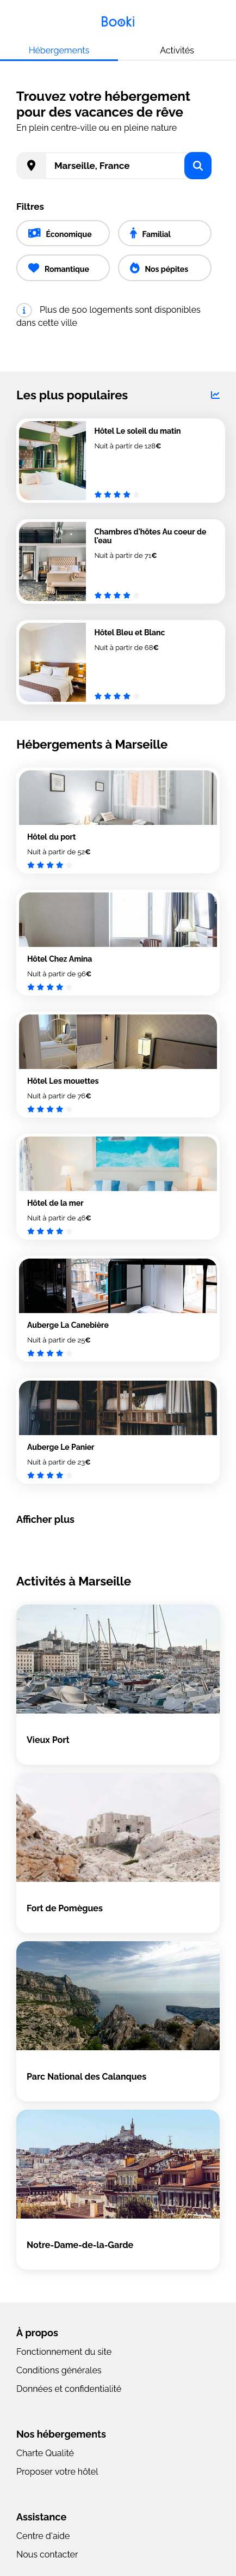 Booki
Hébergements
Activités
Trouvez votre hébergement
pour des vacances de rêve
En plein centre-ville ou en pleine nature
Marseille, France
Filtres
Économique
Familial
Romantique
Nos pépites
Plus de 500 logements sont disponibles
dans cette ville
Les plus populaires
Hôtel Le soleil du matin
Nuit à partir de 128€
Chambres d'hôtes Au coeur de
l'eau
Nuit à partir de 71€
Hôtel Bleu et Blanc
Nuit à partir de 68€
Hébergements à Marseille
Hôtel du port
Nuit à partir de 52€
Hôtel Chez Amina
Nuit à partir de 96€
Hôtel Les mouettes
Nuit à partir de 76€
Hôtel de la mer
Nuit à partir de 46€
Auberge La Canebière
Nuit à partir de 25€
Auberge Le Panier
Nuit à partir de 23€
Afficher plus
Activités à Marseille
Vieux Port
Fort de Pomègues
Parc National des Calanques
Notre-Dame-de-la-Garde
À propos
Fonctionnement du site
Conditions générales
Données et confidentialité
Nos hébergements
Charte Qualité
Proposer votre hôtel
Assistance
Centre d'aide
Nous contacter